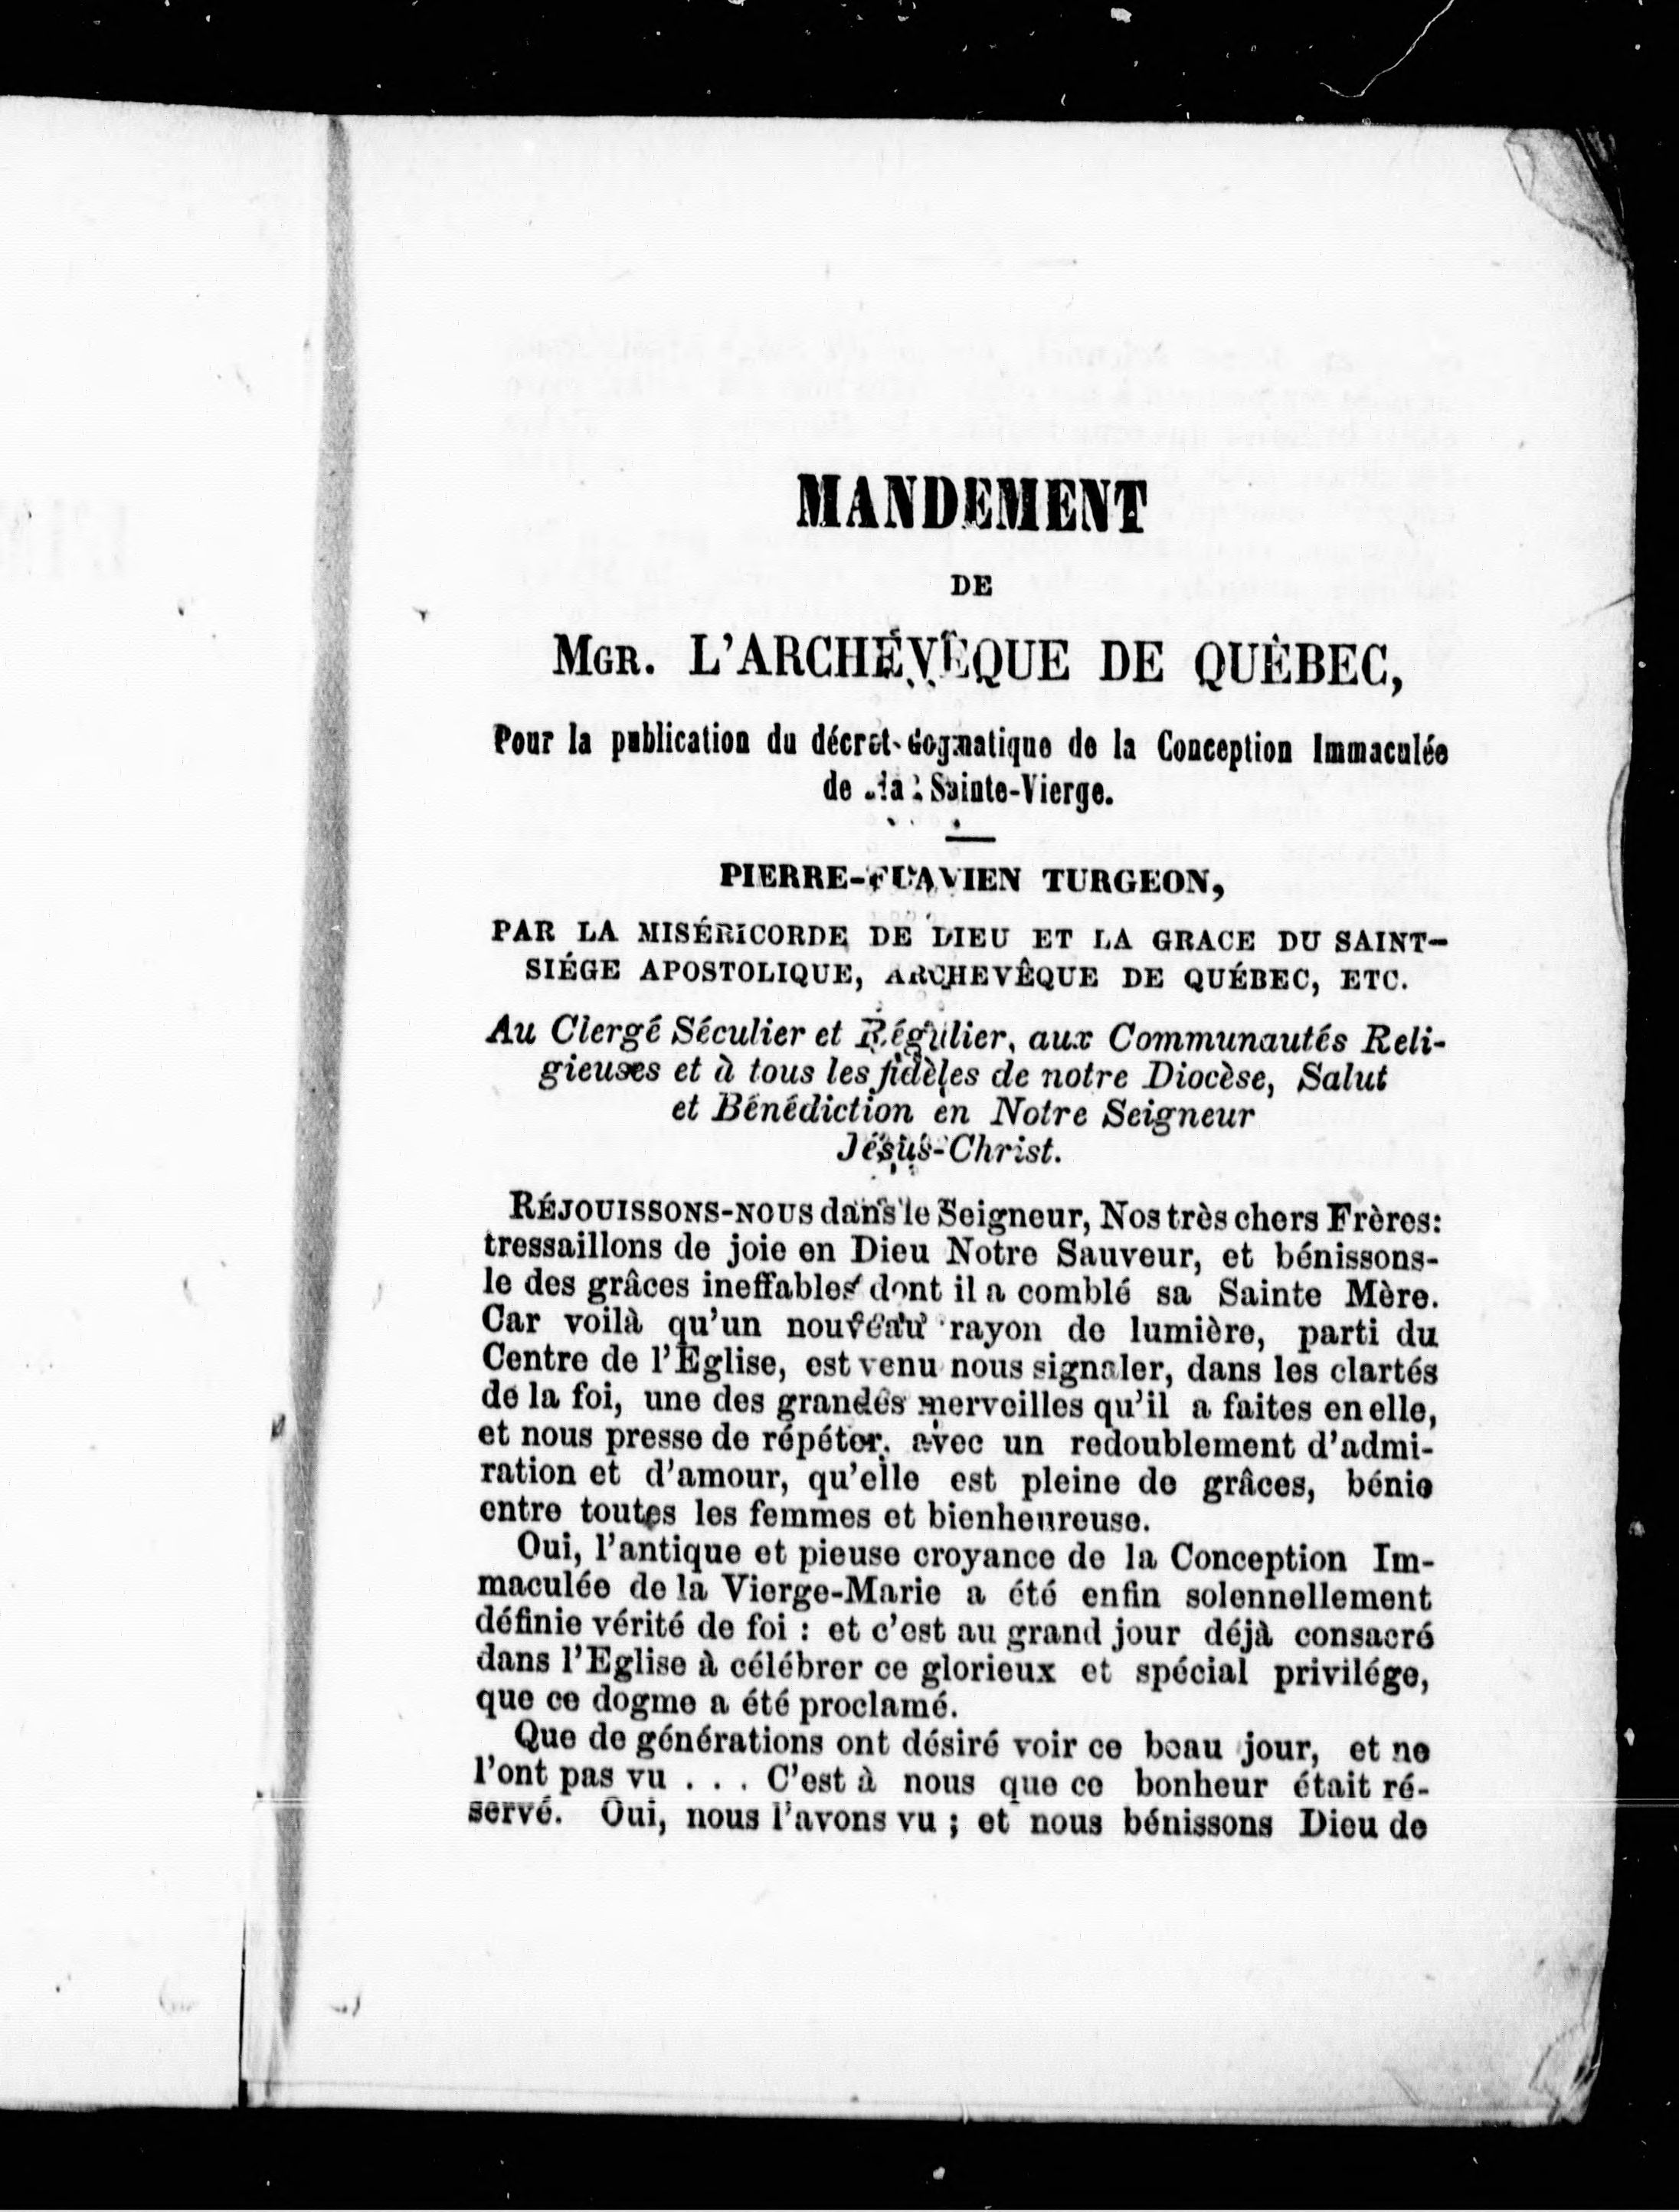 MANDEMENT
DE
MGR. L'ARCHÉVÊQUE DE QUÉBEC,
Pour la publication du décret dogmatique de la Conception Immaculée
de la Sainte-Vierge.
PIERRE-FLAVIEN TURGEON,
PAR LA MISÉRICORDE DE DIEU ET LA GRACE DU SAINT-
SIÉGE APOSTOLIQUE, ARCHEVÊQUE DE QUÉBEC, ETC.
Au Clergé Séculier et Régulier, aux Communautés Reli-
gieuses et à tous les fidèles de notre Diocèse, Salut
et Bénédiction en Notre Seigneur
Jésus-Christ.
RÉJOUISSONS-NOUS dans le Seigneur, Nos très chers Frères:
tressaillons de joie en Dieu Notre Sauveur, et bénissons-
le des grâces ineffables dont il a comblé sa Sainte Mère.
Car voilà qu'un nouveau rayon de lumière, parti du
Centre de l'Eglise, est venu nous signaler, dans les clartés
de la foi, une des grandes merveilles qu'il a faites en elle,
et nous presse de répéter, avec un redoublement d'admi-
ration et d'amour, qu'elle est pleine de grâces, bénie
entre toutes les femmes et bienheureuse.
Oui, l'antique et pieuse croyance de la Conception Im-
maculée de la Vierge-Marie a été enfin solennellement
définie vérité de foi : et c'est au grand jour déjà consacré
dans l'Eglise à célébrer ce glorieux et spécial privilége,
que ce dogme a été proclamé.
Que de générations ont désiré voir ce beau jour, et ne
l'ont pas vu . . . C'est à nous que ce bonheur était ré-
servé. Oui, nous l'avons vu ; et nous bénissons Dieu de